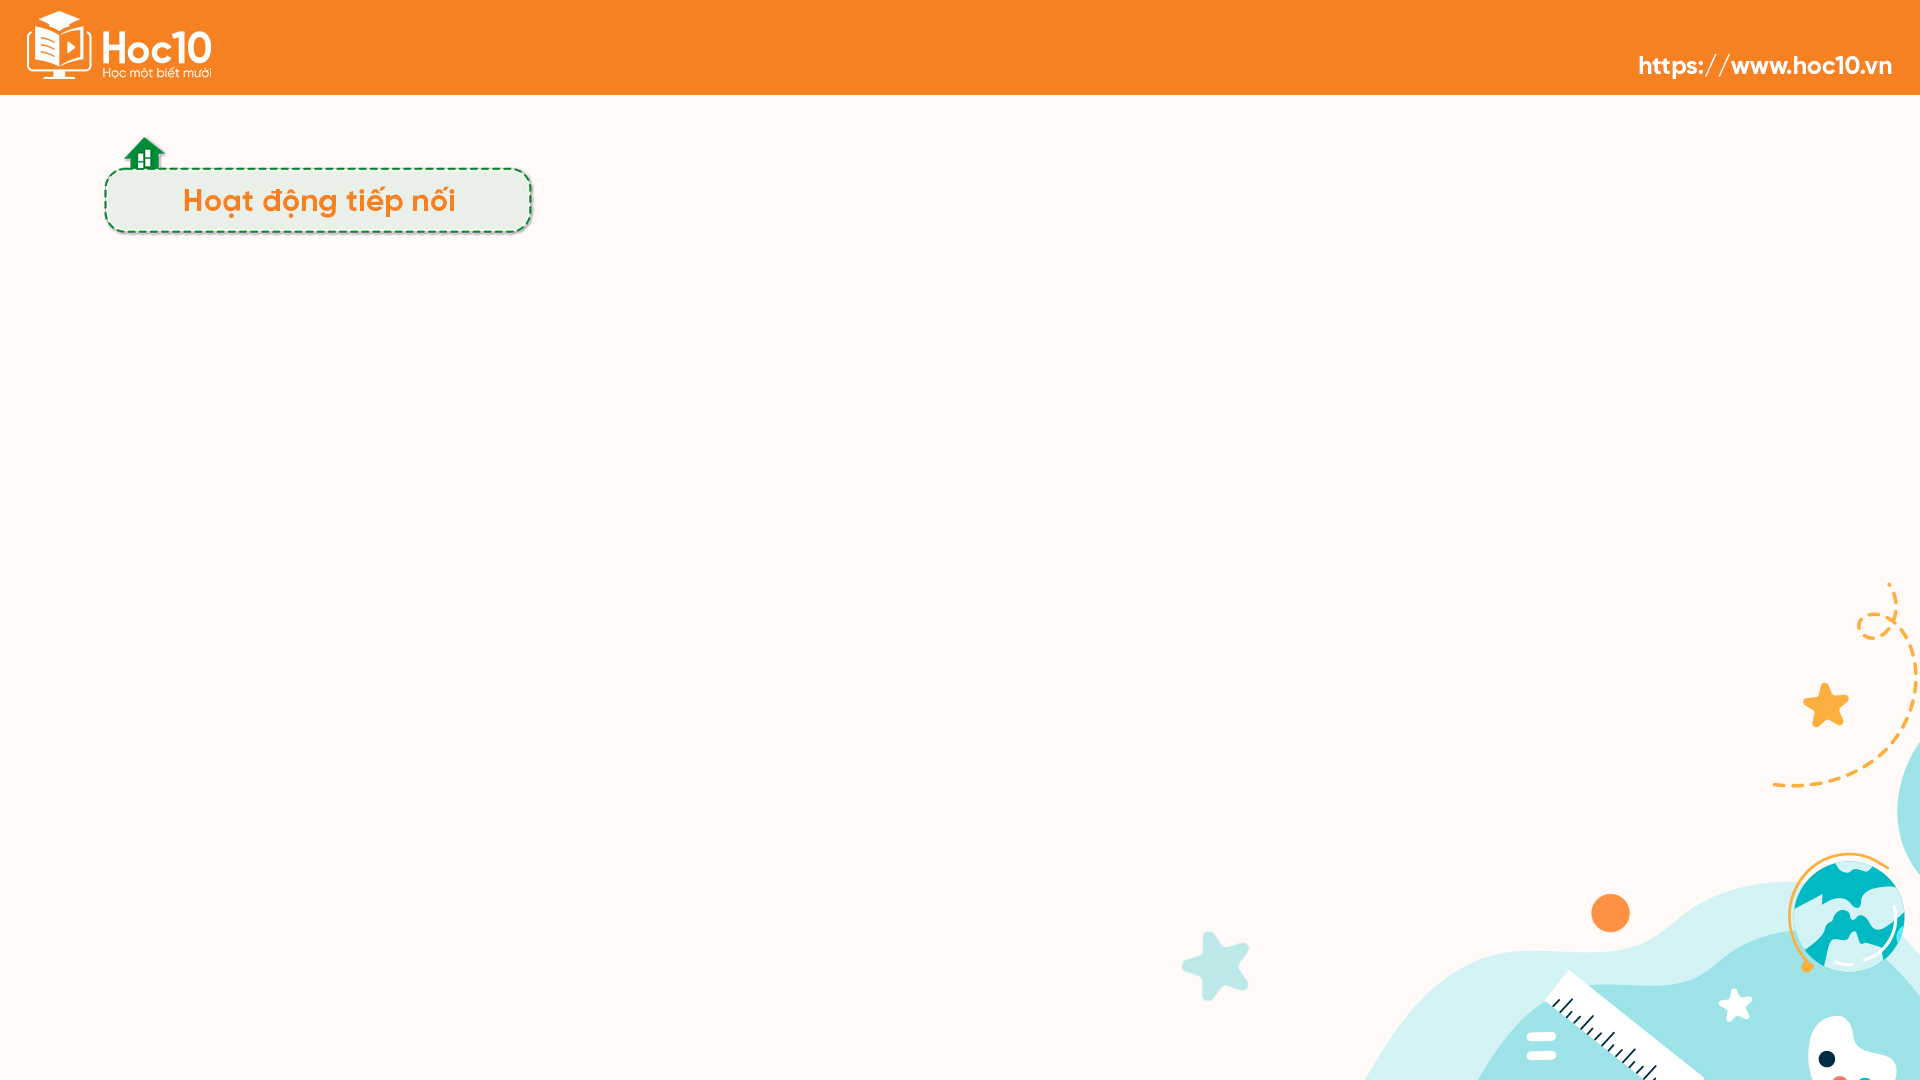 Hoc10
Học một biết mười
https://www.hoc10.vn
Hoạt động tiếp nối